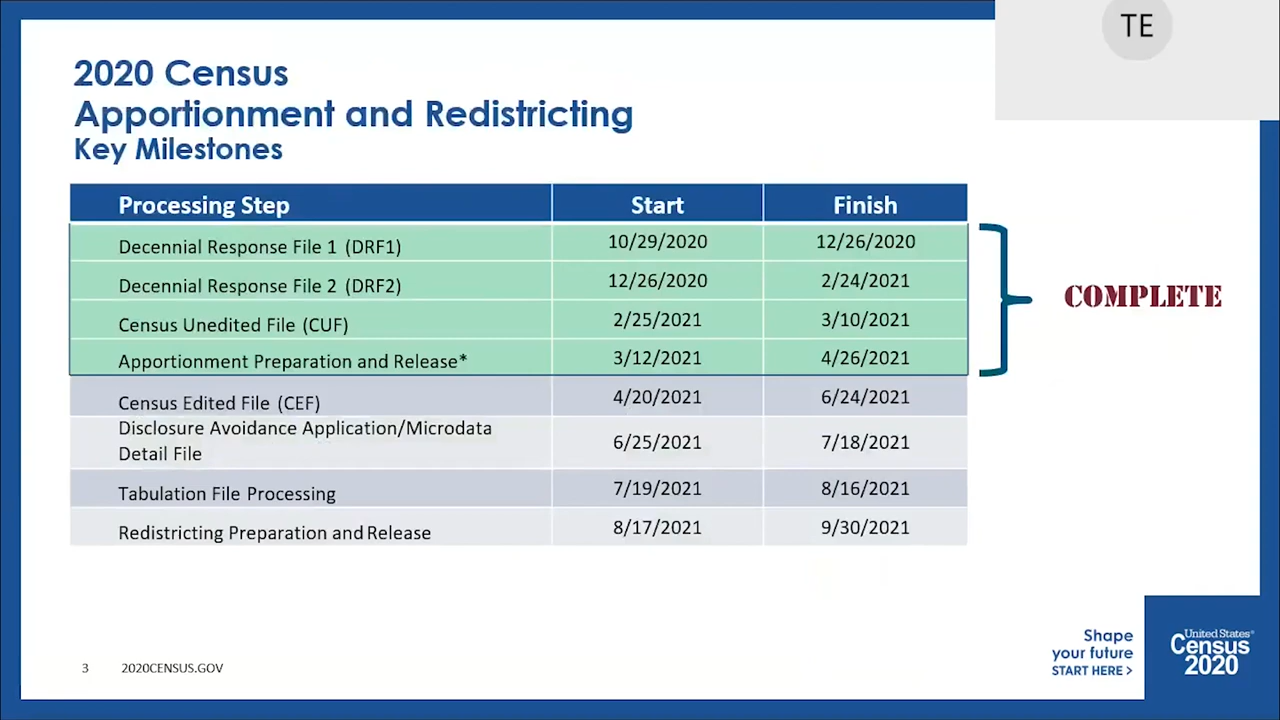 TE
2020 Census
Apportionment and Redistricting
Key Milestones
Processing Step Start Finish
Decennial Response File 1 (DRF1) 10/29/2020 12/26/2020
Decennial Response File 2 (DRF2) 12/26/2020 2/24/2021
Census Unedited File (CUF) 2/25/2021 3/10/2021
Apportionment Preparation and Release* 3/12/2021 4/26/2021
COMPLETE
Census Edited File (CEF) 4/20/2021 6/24/2021
Disclosure Avoidance Application/Microdata
Detail File 6/25/2021 7/18/2021
Tabulation File Processing 7/19/2021 8/16/2021
Redistricting Preparation and Release 8/17/2021 9/30/2021
3 2020CENSUS.GOV
Shape
your future
START HERE >
United States®
Census
2020